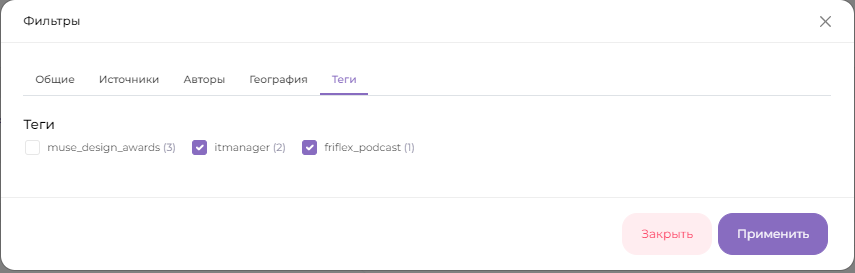 Фильтры
Общие Источники Авторы География Теги
Теги
muse_design_awards (3) itmanager (2) friflex_podcast (1)
Закрыть Применить